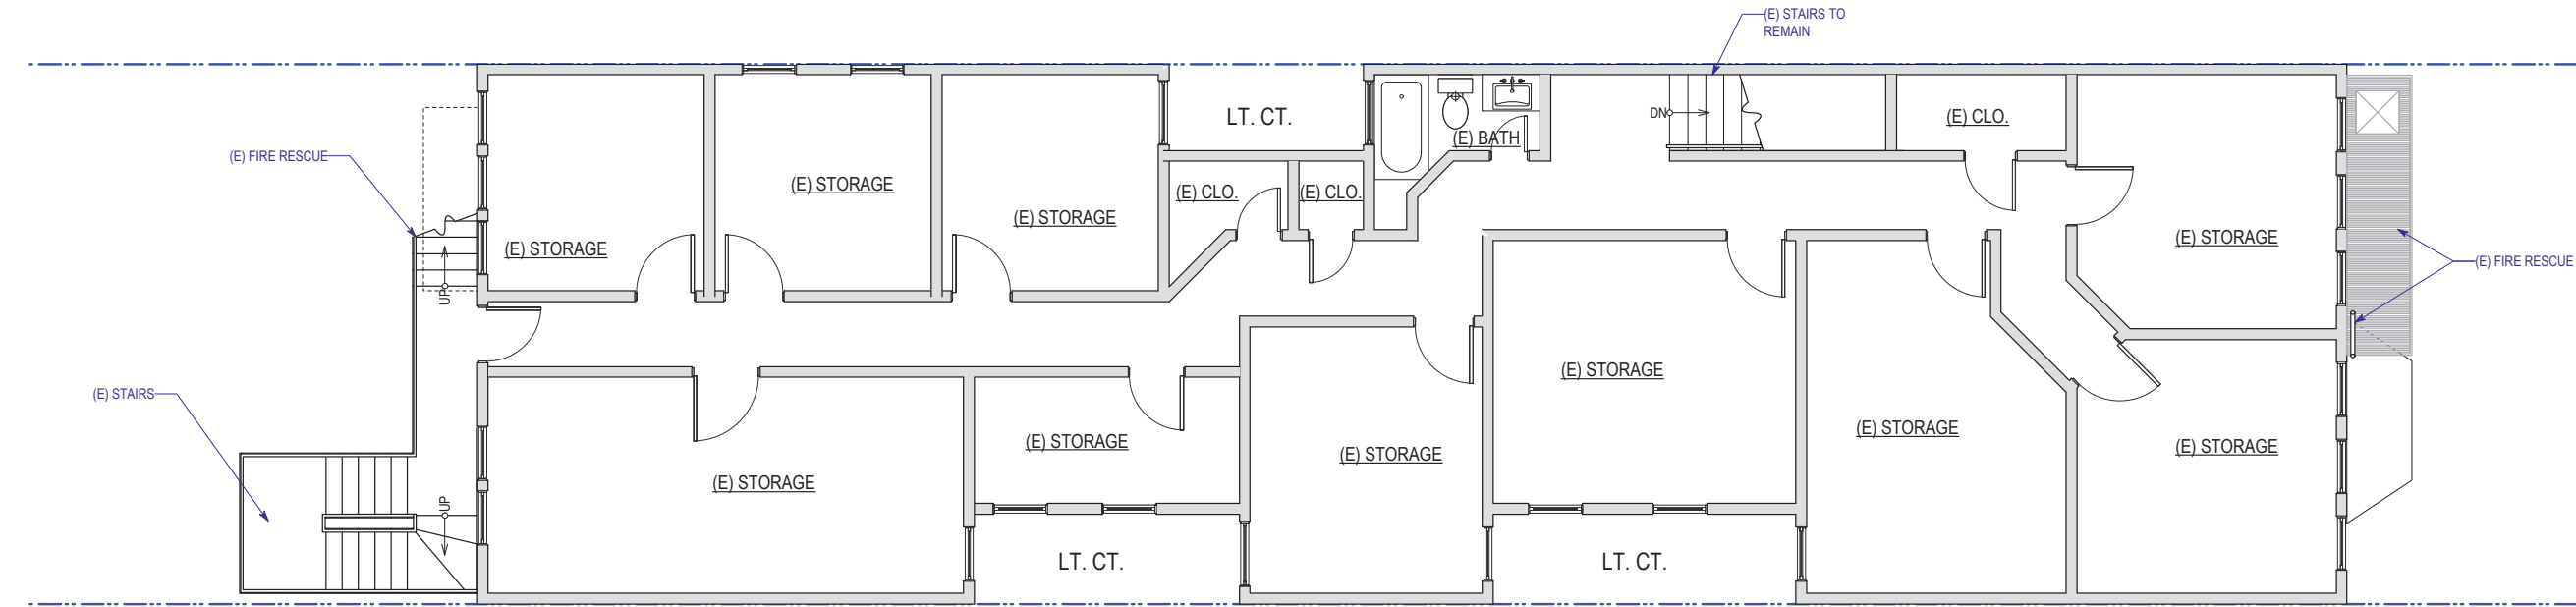 (E) STAIRS TO
REMAIN
DN
(E) CLO.
LT. CT.
(E) BATH
(E) FIRE RESCUE
(E) STORAGE
(E) CLO.
(E) CLO.
(E) STORAGE
(E) STORAGE
(E) STORAGE
(E) STORAGE
(E) FIRE RESCUE
UP
(E) STAIRS
(E) STORAGE
(E) STORAGE
(E) STORAGE
(E) STORAGE
(E) STORAGE
(E) STORAGE
UP
LT. CT.
LT. CT.